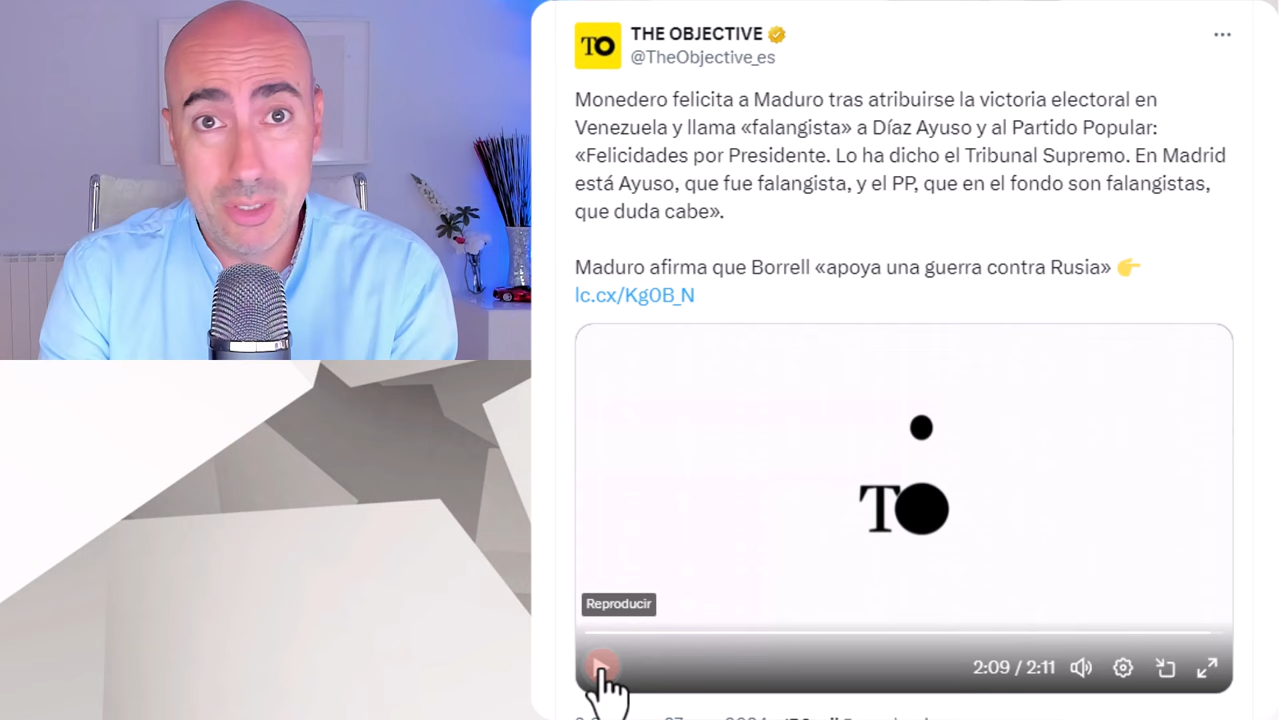 THE OBJECTIVE
@TheObjective_es
Monedero felicita a Maduro tras atribuirse la victoria electoral en
Venezuela y llama «falangista» a Díaz Ayuso y al Partido Popular:
«Felicidades por Presidente. Lo ha dicho el Tribunal Supremo. En Madrid
está Ayuso, que fue falangista, y el PP, que en el fondo son falangistas,
que duda cabe».
Maduro afirma que Borrell «apoya una guerra contra Rusia» 👉
lc.cx/Kg0B_N
TO
Reproducir
2:09 / 2:11